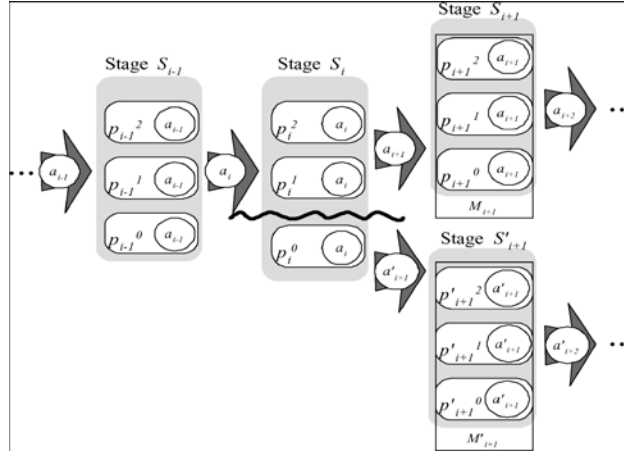 Stage S_{i-1}
Stage S_i
Stage S_{i+1}
... a_{i-1}
p_{i-1}^2 a_{i-1}
p_{i-1}^1 a_{i-1}
p_{i-1}^0 a_{i-1}
a_i
p_i^2 a_i
p_i^1 a_i
p_i^0 a_i
a_{i+1}
p_{i+1}^2 a_{i+1}
p_{i+1}^1 a_{i+1}
p_{i+1}^0 a_{i+1}
M_{i+1}
a_{i+2} ...
a'_{i+1}
Stage S'_{i+1}
p'_{i+1}^2 a'_{i+1}
p'_{i+1}^1 a'_{i+1}
p'_{i+1}^0 a'_{i+1}
M'_{i+1}
a'_{i+2} ...